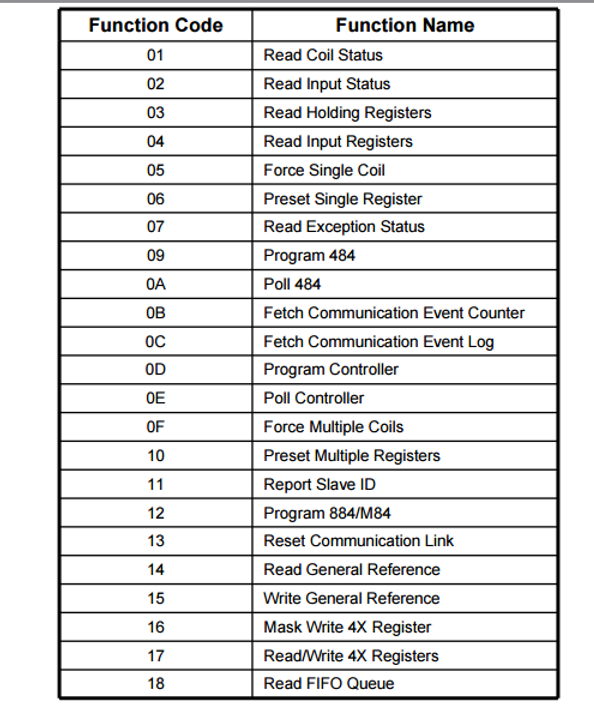 Function Code Function Name
01 Read Coil Status
02 Read Input Status
03 Read Holding Registers
04 Read Input Registers
05 Force Single Coil
06 Preset Single Register
07 Read Exception Status
09 Program 484
0A Poll 484
0B Fetch Communication Event Counter
0C Fetch Communication Event Log
0D Program Controller
0E Poll Controller
0F Force Multiple Coils
10 Preset Multiple Registers
11 Report Slave ID
12 Program 884/M84
13 Reset Communication Link
14 Read General Reference
15 Write General Reference
16 Mask Write 4X Register
17 Read/Write 4X Registers
18 Read FIFO Queue